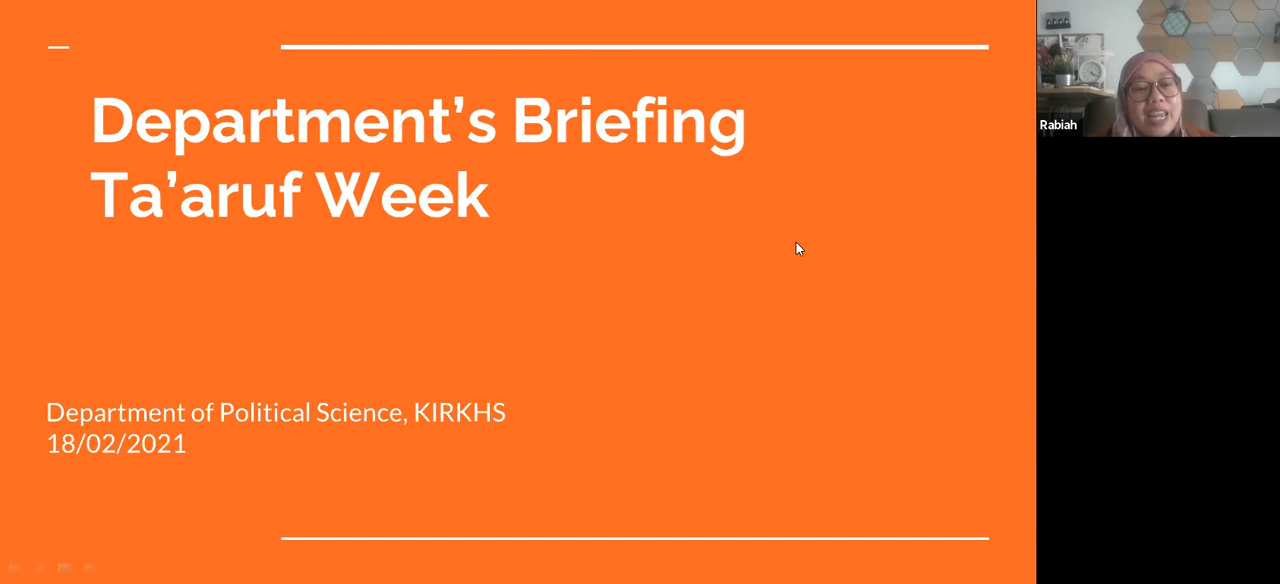 Department’s Briefing
Ta’aruf Week
Department of Political Science, KIRKHS
18/02/2021
Rabiah